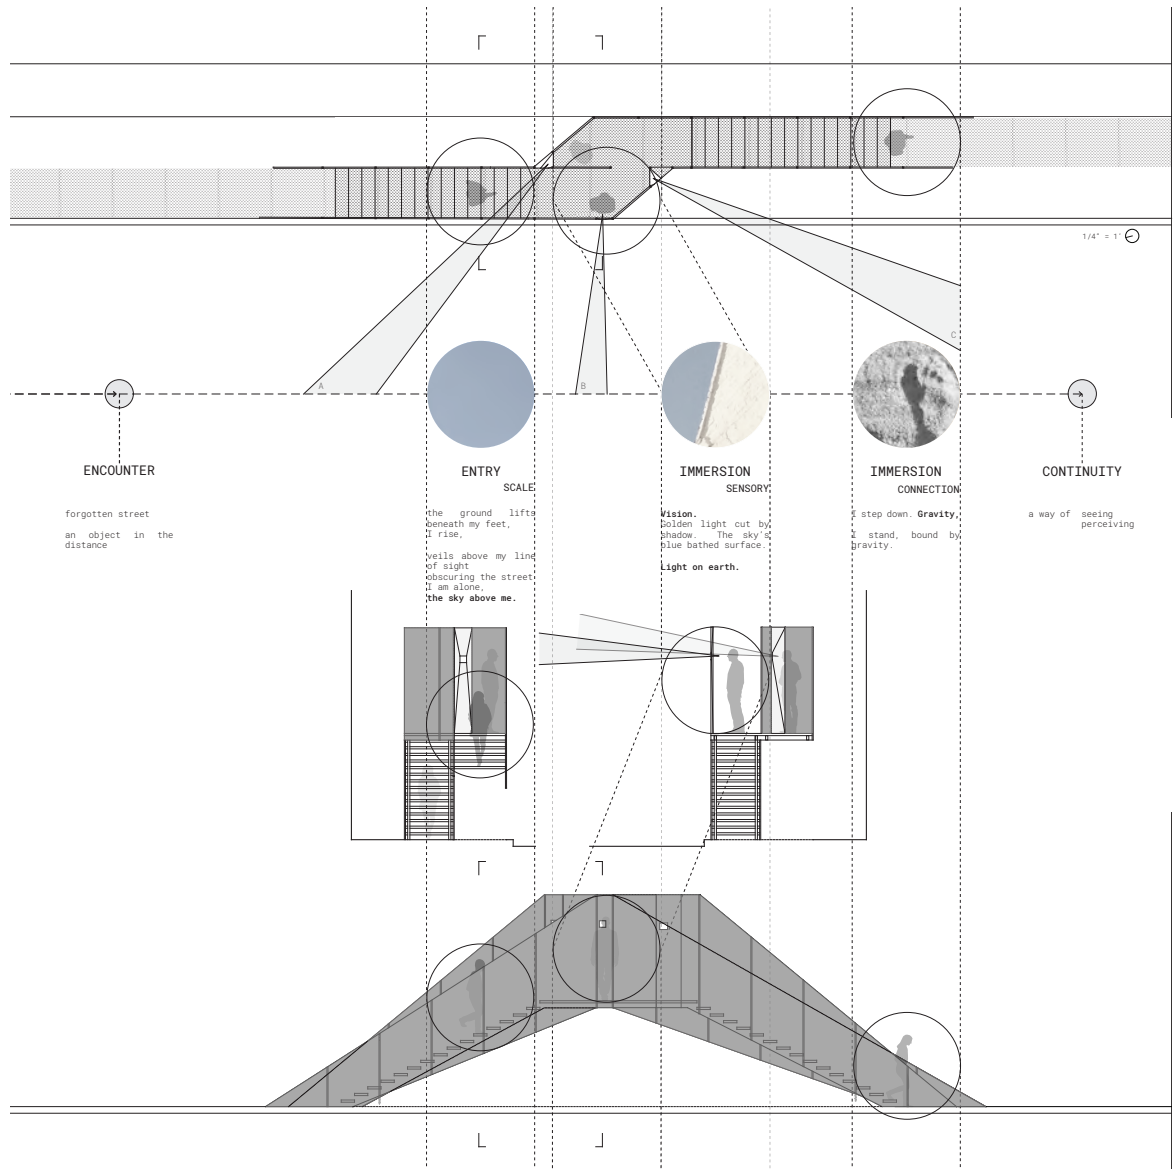 1/4" = 1'
C
A
B
ENCOUNTER
forgotten street
an object in the
distance
ENTRY
SCALE
the ground lifts
beneath my feet,
I rise,
veils above my line
of sight
obscuring the street
I am alone,
the sky above me.
IMMERSION
SENSORY
Vision.
Golden light cut by
shadow. The sky's
blue bathed surface.
Light on earth.
IMMERSION
CONNECTION
I step down. Gravity,
I stand, bound by
gravity.
CONTINUITY
a way of seeing
perceiving